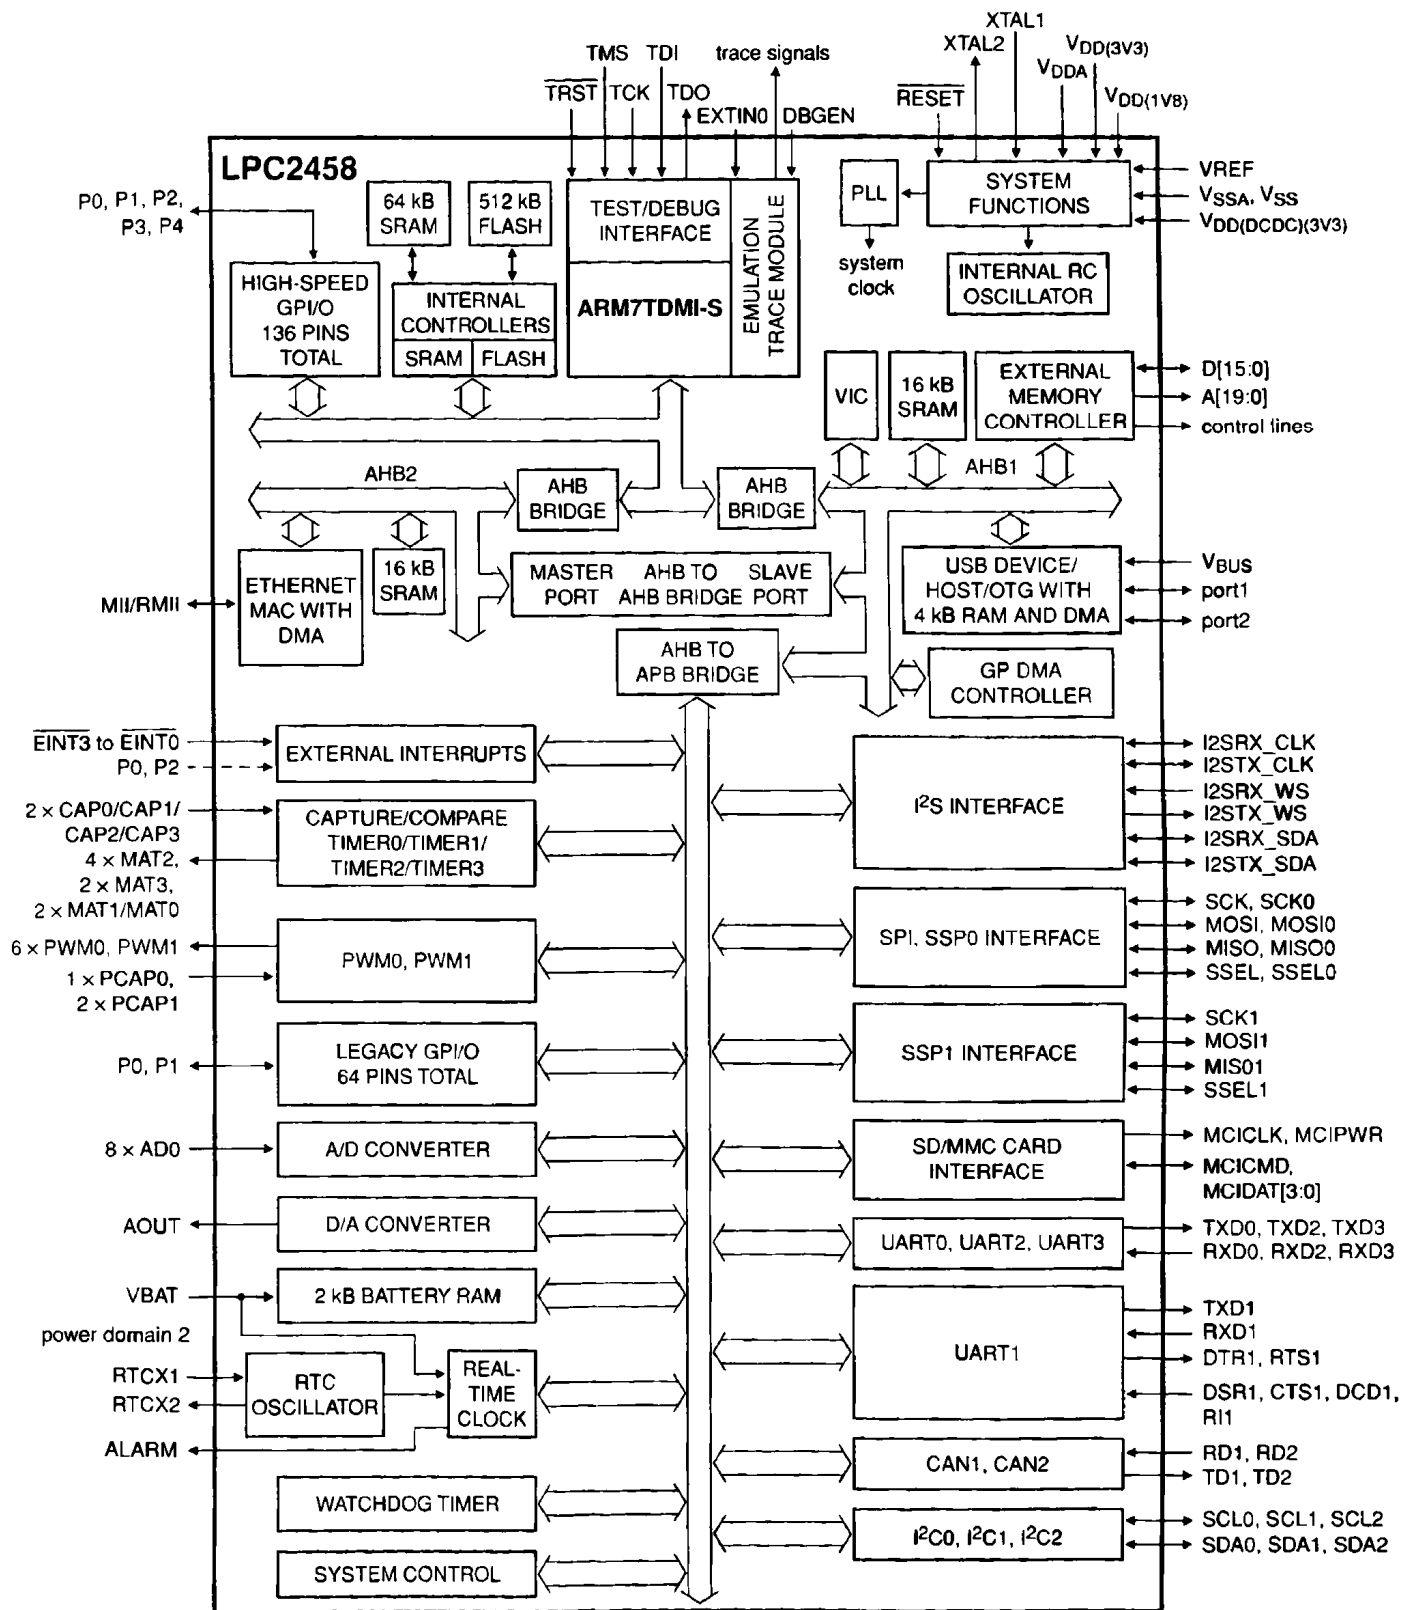 XTAL1
XTAL2
VDD(3V3)
TMS TDI trace signals
VDDA
TRST TCK TDO
RESET
VDD(1V8)
EXTIN0 DBGEN
LPC2458
P0, P1, P2,
P3, P4
64 kB
SRAM
512 kB
FLASH
TEST/DEBUG
INTERFACE
EMULATION
TRACE MODULE
PLL
SYSTEM
FUNCTIONS
VREF
VSSA, VSS
VDD(DCDC)(3V3)
system
clock
HIGH-SPEED
GPI/O
136 PINS
TOTAL
INTERNAL
CONTROLLERS
SRAM FLASH
ARM7TDMI-S
INTERNAL RC
OSCILLATOR
VIC
16 kB
SRAM
EXTERNAL
MEMORY
CONTROLLER
D[15:0]
A[19:0]
control lines
AHB2
AHB
BRIDGE
AHB
BRIDGE
AHB1
ETHERNET
MAC WITH
DMA
16 kB
SRAM
MASTER AHB TO SLAVE
PORT AHB BRIDGE PORT
USB DEVICE/
HOST/OTG WITH
4 kB RAM AND DMA
VBUS
port1
port2
MII/RMII
AHB TO
APB BRIDGE
GP DMA
CONTROLLER
EINT3 to EINT0
P0, P2
EXTERNAL INTERRUPTS
2 × CAP0/CAP1/
CAP2/CAP3
4 × MAT2,
2 × MAT3,
2 × MAT1/MAT0
CAPTURE/COMPARE
TIMER0/TIMER1/
TIMER2/TIMER3
I2S INTERFACE
I2SRX_CLK
I2STX_CLK
I2SRX_WS
I2STX_WS
I2SRX_SDA
I2STX_SDA
6 × PWM0, PWM1
1 × PCAP0,
2 × PCAP1
PWM0, PWM1
SPI, SSP0 INTERFACE
SCK, SCK0
MOSI, MOSI0
MISO, MISO0
SSEL, SSEL0
P0, P1
LEGACY GPI/O
64 PINS TOTAL
SSP1 INTERFACE
SCK1
MOSI1
MISO1
SSEL1
8 × AD0
A/D CONVERTER
SD/MMC CARD
INTERFACE
MCICLK, MCIPWR
MCICMD,
MCIDAT[3:0]
AOUT
D/A CONVERTER
UART0, UART2, UART3
TXD0, TXD2, TXD3
RXD0, RXD2, RXD3
VBAT
power domain 2
2 kB BATTERY RAM
UART1
TXD1
RXD1
DTR1, RTS1
DSR1, CTS1, DCD1,
RI1
RTCX1
RTCX2
ALARM
RTC
OSCILLATOR
REAL-
TIME
CLOCK
CAN1, CAN2
RD1, RD2
TD1, TD2
WATCHDOG TIMER
I2C0, I2C1, I2C2
SCL0, SCL1, SCL2
SDA0, SDA1, SDA2
SYSTEM CONTROL